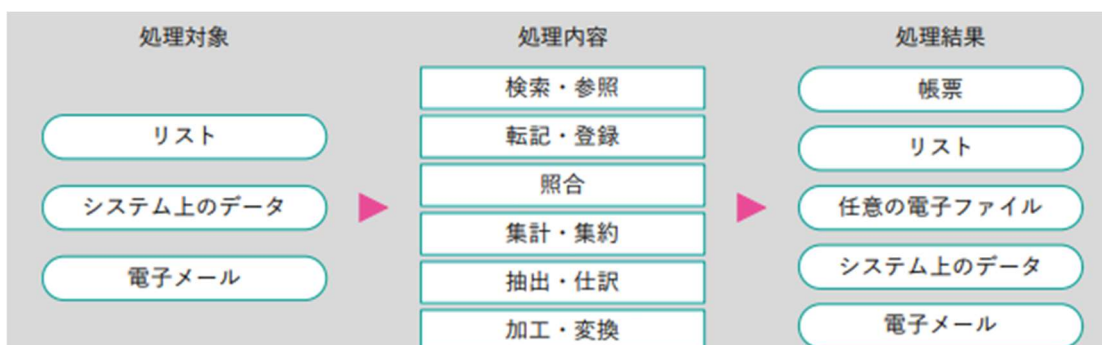 処理対象
リスト
システム上のデータ
電子メール
処理内容
検索・参照
転記・登録
照合
集計・集約
抽出・仕訳
加工・変換
処理結果
帳票
リスト
任意の電子ファイル
システム上のデータ
電子メール